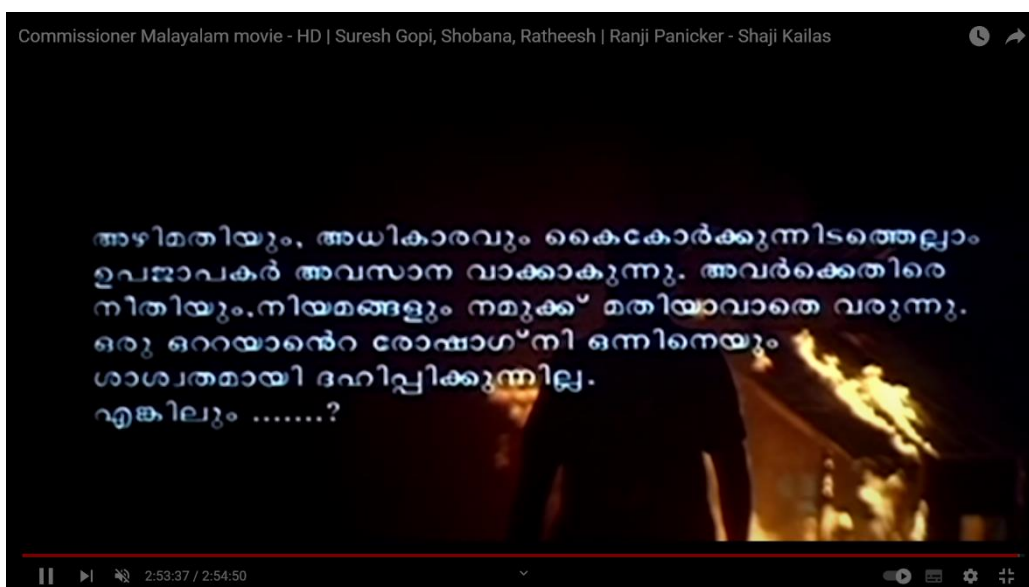 Commissioner Malayalam movie - HD | Suresh Gopi, Shobana, Ratheesh | Ranji Panicker - Shaji Kailas
അഴിമതിയും, അധികാരവും കൈകോർക്കുന്നിടത്തെല്ലാം
ഉപജാപകർ അവസാന വാക്കാകുന്നു. അവർക്കെതിരെ
നീതിയും,നിയമങ്ങളും നമുക്ക് മതിയാവാതെ വരുന്നു.
ഒരു ഒററയാൻെറ രോഷാഗ്നി ഒന്നിനെയും
ശാശ്വതമായി ദഹിപ്പിക്കുന്നില്ല.
എങ്കിലും .......?
2:53:37 / 2:54:50